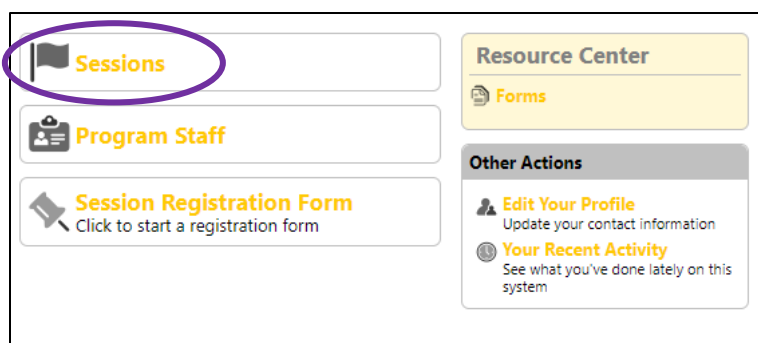 Sessions
Program Staff
Session Registration Form
Click to start a registration form
Resource Center
Forms
Other Actions
Edit Your Profile
Update your contact information
Your Recent Activity
See what you've done lately on this
system